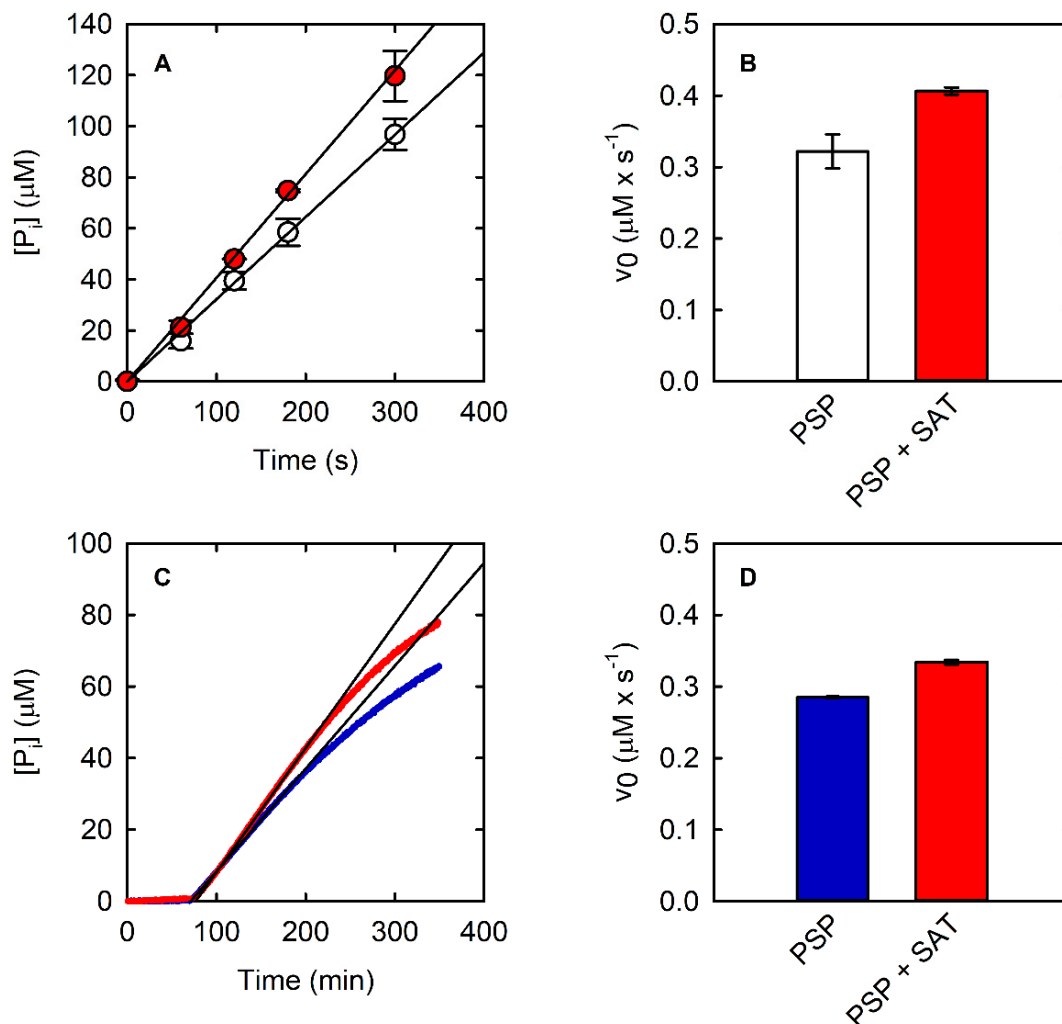 A
140
120
100
80
60
40
20
0
[Pi] (μM)
0 100 200 300 400
Time (s)
B
0.5
0.4
0.3
0.2
0.1
0.0
v0 (μM x s-1)
PSP
PSP + SAT
C
100
80
60
40
20
0
[Pi] (μM)
0 100 200 300 400
Time (min)
D
0.5
0.4
0.3
0.2
0.1
0.0
v0 (μM x s-1)
PSP
PSP + SAT